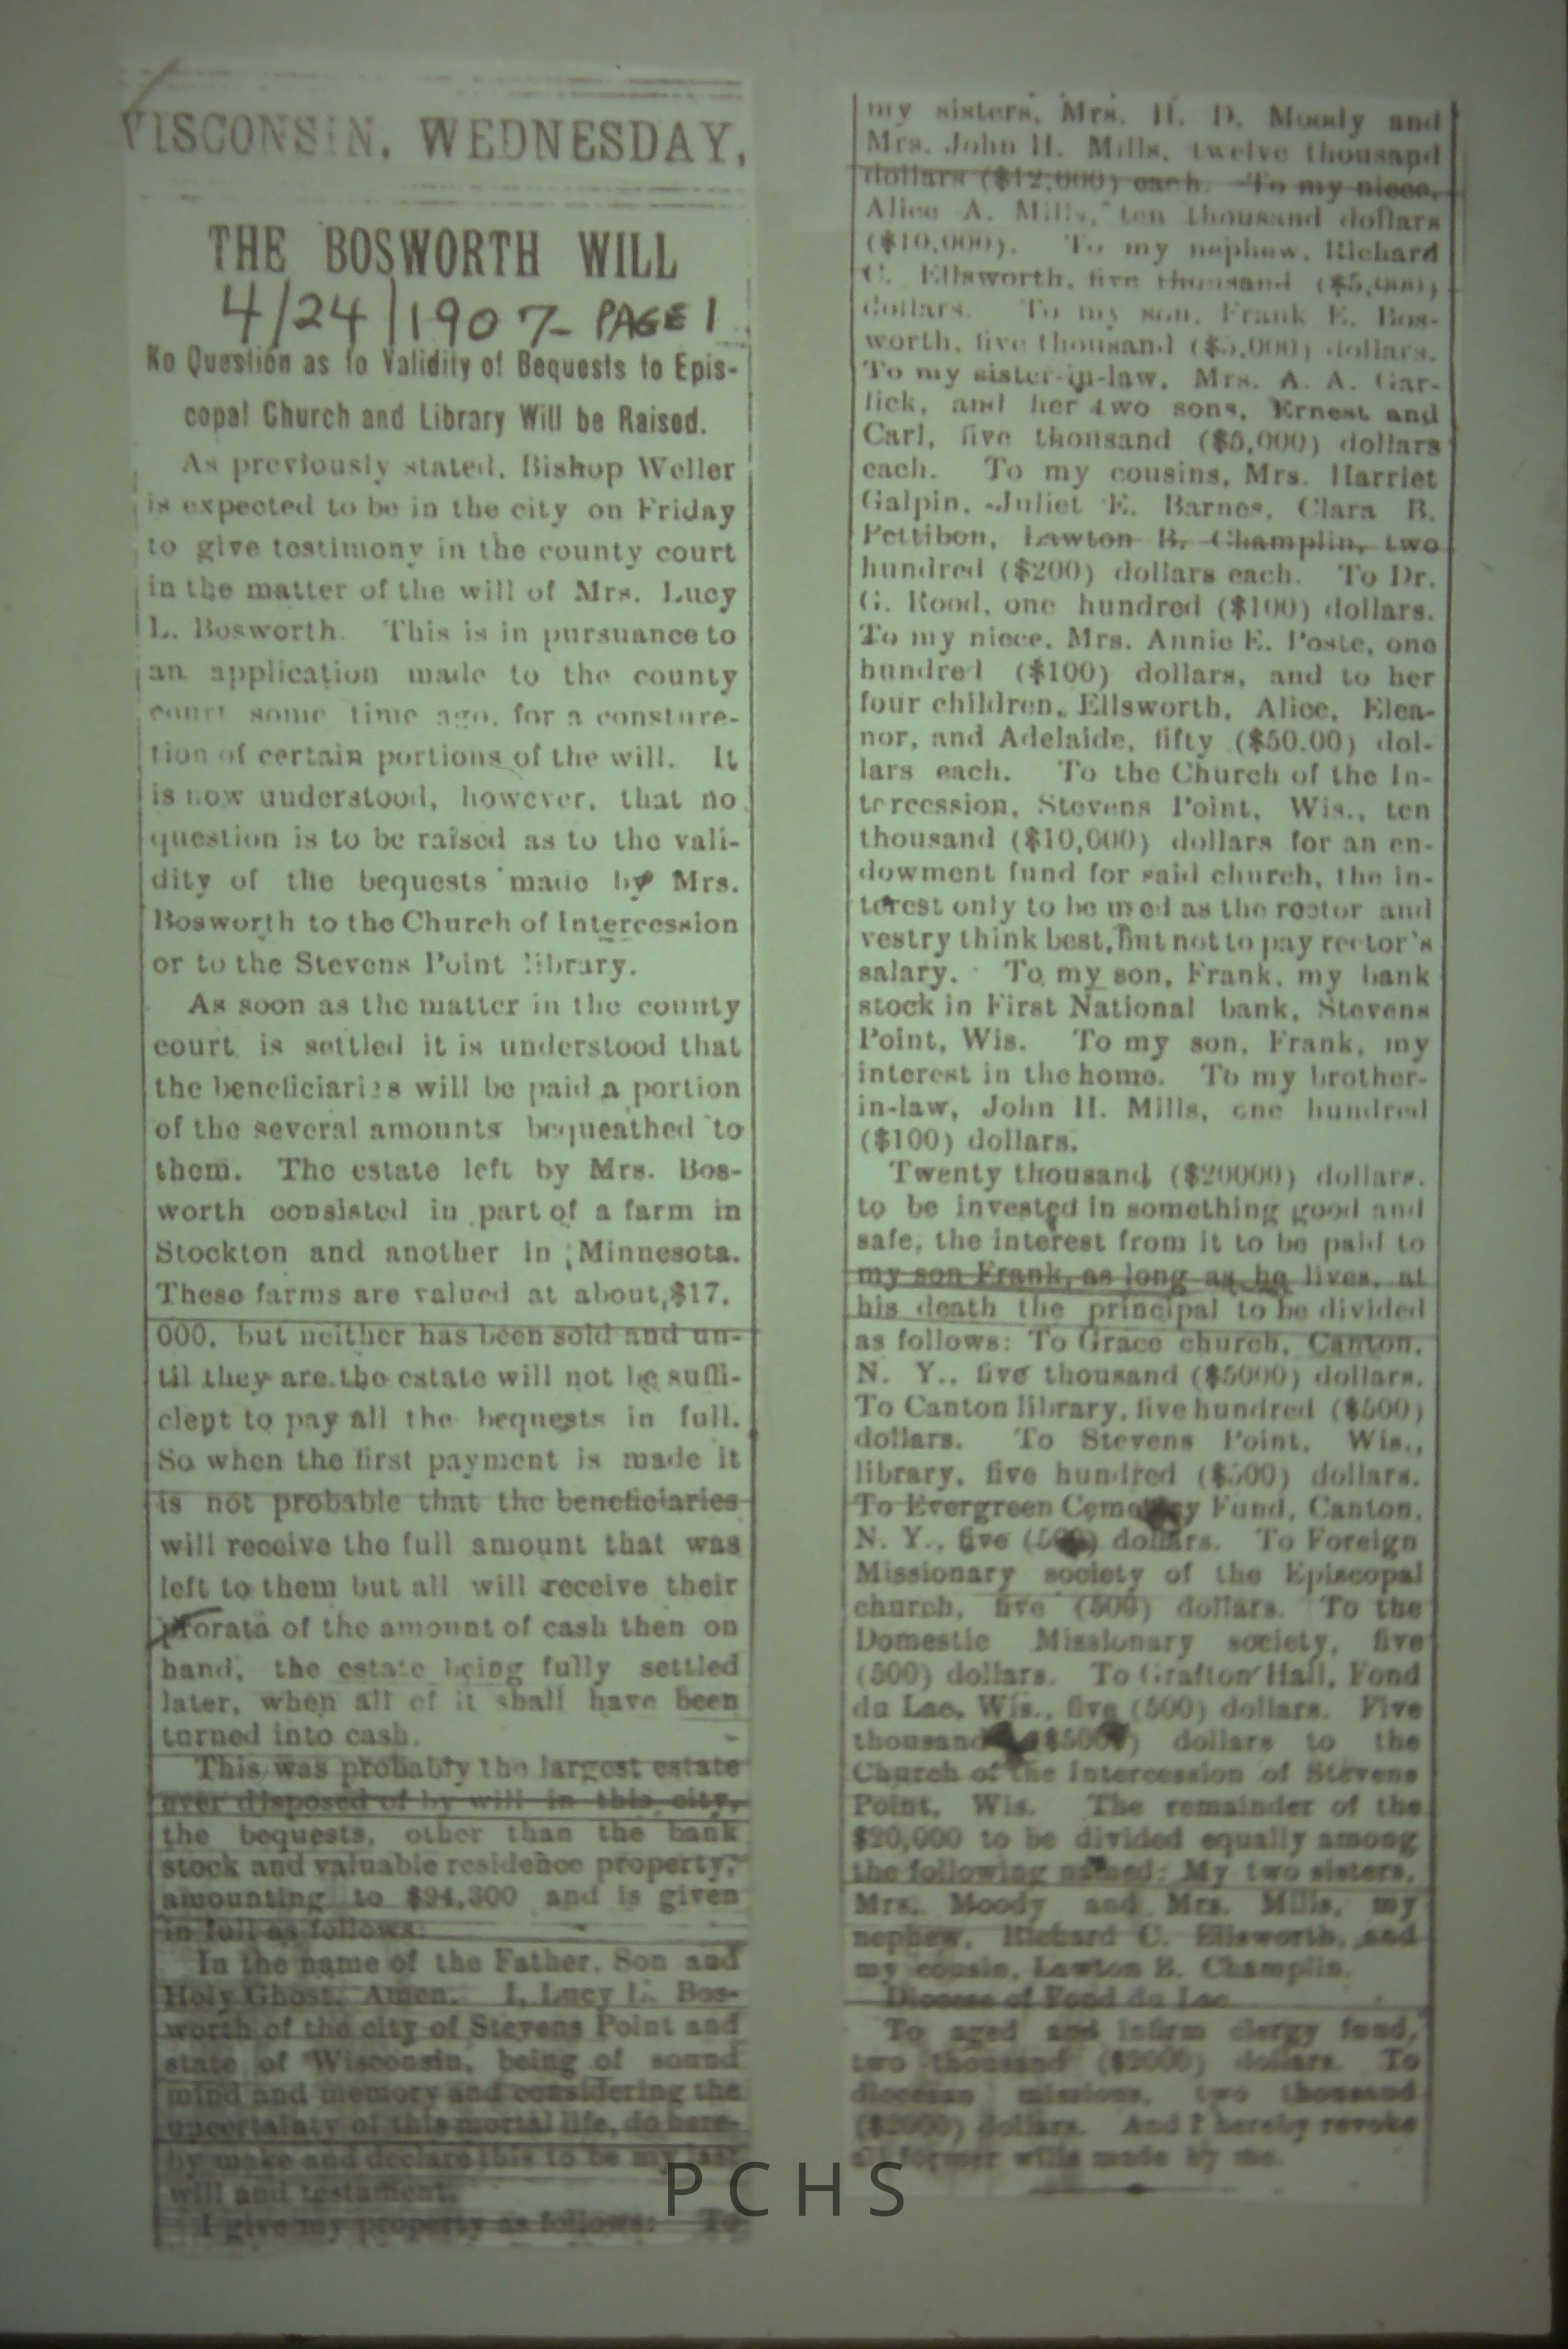 WISCONSIN, WEDNESDAY,
THE BOSWORTH WILL
4/24/1907- PAGE 1
No Question as to Validity of Bequests to Epis-
copal Church and Library Will be Raised.
As previously stated, Bishop Weller
is expected to be in the city on Friday
to give testimony in the county court
in the matter of the will of Mrs. Lucy
L. Bosworth. This is in pursuance to
an application made to the county
court some time ago, for a consture-
tion of certain portions of the will. It
is now understood, however, that no
question is to be raised as to the vali-
dity of the bequests made by Mrs.
Bosworth to the Church of Intercession
or to the Stevens Point library.
As soon as the matter in the county
court is settled it is understood that
the beneficiaries will be paid a portion
of the several amounts bequeathed to
them. The estate left by Mrs. Bos-
worth consisted in part of a farm in
Stockton and another in Minnesota.
These farms are valued at about $17,
000, but neither has been sold and un-
til they are the estate will not be suffi-
cient to pay all the bequests in full.
So when the first payment is made it
is not probable that the beneficiaries
will receive the full amount that was
left to them but all will receive their
prorata of the amount of cash then on
hand, the estate being fully settled
later, when all of it shall have been
turned into cash.
This was probably the largest estate
ever disposed of by will in this city,
the bequests, other than the bank
stock and valuable residence property,
amounting to $94,300 and is given
in full as follows:
In the name of the Father, Son and
Holy Ghost, Amen. I, Lucy L. Bos-
worth of the city of Stevens Point and
state of Wisconsin, being of sound
mind and memory and considering the
uncertainty of this mortal life, do here-
by make and declare this to be my last
will and testament.
I give my property as follows: To
my sisters, Mrs. H. D. Moody and
Mrs. John H. Mills, twelve thousand
dollars ($12,000) each. To my niece,
Alice A. Mills, ten thousand dollars
($10,000). To my nephew, Richard
C. Ellsworth, five thousand ($5,000)
dollars. To my son, Frank E. Bos-
worth, five thousand ($5,000) dollars.
To my sister-in-law, Mrs. A. A. Gar-
lick, and her two sons, Ernest and
Carl, five thousand ($5,000) dollars
each. To my cousins, Mrs. Harriet
Galpin, Juliet E. Barnes, Clara B.
Pettibon, Lawton B. Champlin, two
hundred ($200) dollars each. To Dr.
G. Rood, one hundred ($100) dollars.
To my niece, Mrs. Annie E. Poste, one
hundred ($100) dollars, and to her
four children, Ellsworth, Alice, Elea-
nor, and Adelaide, fifty ($50.00) dol-
lars each. To the Church of the In-
tercession, Stevens Point, Wis., ten
thousand ($10,000) dollars for an en-
dowment fund for said church, the in-
terest only to be used as the rector and
vestry think best, but not to pay rector's
salary. To my son, Frank, my bank
stock in First National bank, Stevens
Point, Wis. To my son, Frank, my
interest in the home. To my brother-
in-law, John H. Mills, one hundred
($100) dollars.
Twenty thousand ($20000) dollars,
to be invested in something good and
safe, the interest from it to be paid to
my son Frank, as long as he lives, at
his death the principal to be divided
as follows: To Grace church, Canton,
N. Y., five thousand ($5000) dollars.
To Canton library, five hundred ($500)
dollars. To Stevens Point, Wis.,
library, five hundred ($500) dollars.
To Evergreen Cemetery Fund, Canton,
N. Y., five (500) dollars. To Foreign
Missionary society of the Episcopal
church, five (500) dollars. To the
Domestic Missionary society, five
(500) dollars. To Grafton Hall, Fond
du Lac, Wis., five (500) dollars. Five
thousand ($5000) dollars to the
Church of the Intercession of Stevens
Point, Wis. The remainder of the
$20,000 to be divided equally among
the following named: My two sisters,
Mrs. Moody and Mrs. Mills, my
nephew, Richard C. Ellsworth, and
my cousin, Lawton B. Champlin.
Diocese of Fond du Lac
To aged and infirm clergy fund,
two thousand ($2000) dollars. To
diocesan missions, two thousand
($2000) dollars. And I hereby revoke
all former wills made by me.
PCHS